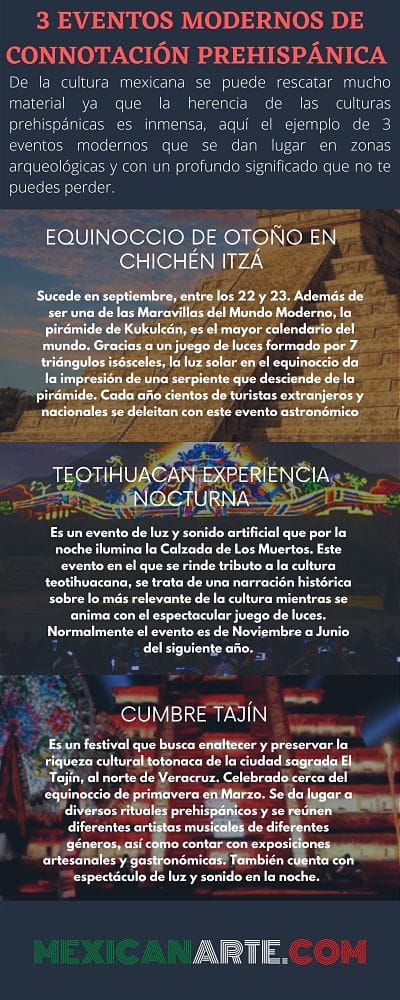 3 EVENTOS MODERNOS DE
CONNOTACIÓN PREHISPÁNICA
De la cultura mexicana se puede rescatar mucho
material ya que la herencia de las culturas
prehispánicas es inmensa, aquí el ejemplo de 3
eventos modernos que se dan lugar en zonas
arqueológicas y con un profundo significado que no te
puedes perder.
EQUINOCCIO DE OTOÑO EN
CHICHÉN ITZÁ
Sucede en septiembre, entre los 22 y 23. Además de
ser una de las Maravillas del Mundo Moderno, la
pirámide de Kukulcán, es el mayor calendario del
mundo. Gracias a un juego de luces formado por 7
triángulos isósceles, la luz solar en el equinoccio da
la impresión de una serpiente que desciende de la
pirámide. Cada año cientos de turistas extranjeros y
nacionales se deleitan con este evento astronómico
TEOTIHUACAN EXPERIENCIA
NOCTURNA
Es un evento de luz y sonido artificial que por la
noche ilumina la Calzada de Los Muertos. Este
evento en el que se rinde tributo a la cultura
teotihuacana, se trata de una narración histórica
sobre lo más relevante de la cultura mientras se
anima con el espectacular juego de luces.
Normalmente el evento es de Noviembre a Junio
del siguiente año.
CUMBRE TAJÍN
Es un festival que busca enaltecer y preservar la
riqueza cultural totonaca de la ciudad sagrada El
Tajín, al norte de Veracruz. Celebrado cerca del
equinoccio de primavera en Marzo. Se da lugar a
diversos rituales prehispánicos y se reúnen
diferentes artistas musicales de diferentes
géneros, así como contar con exposiciones
artesanales y gastronómicas. También cuenta con
espectáculo de luz y sonido en la noche.
MEXICANARTE.COM